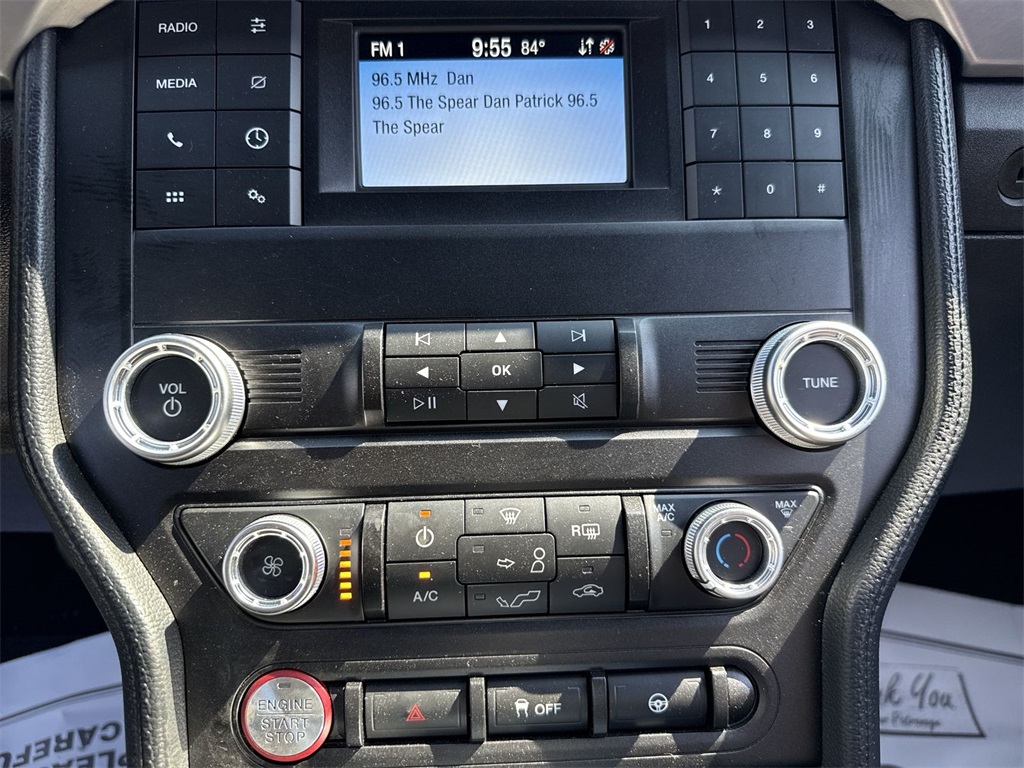 RADIO
MEDIA
FM 1 9:55 84°
96.5 MHz Dan
96.5 The Spear Dan Patrick 96.5
The Spear
1 2 3
4 5 6
7 8 9
* 0 #
VOL
OK
TUNE
R
MAX
A/C
MAX
A/C
ENGINE
START
STOP
OFF
Thank You
CAREFU
PLEAS